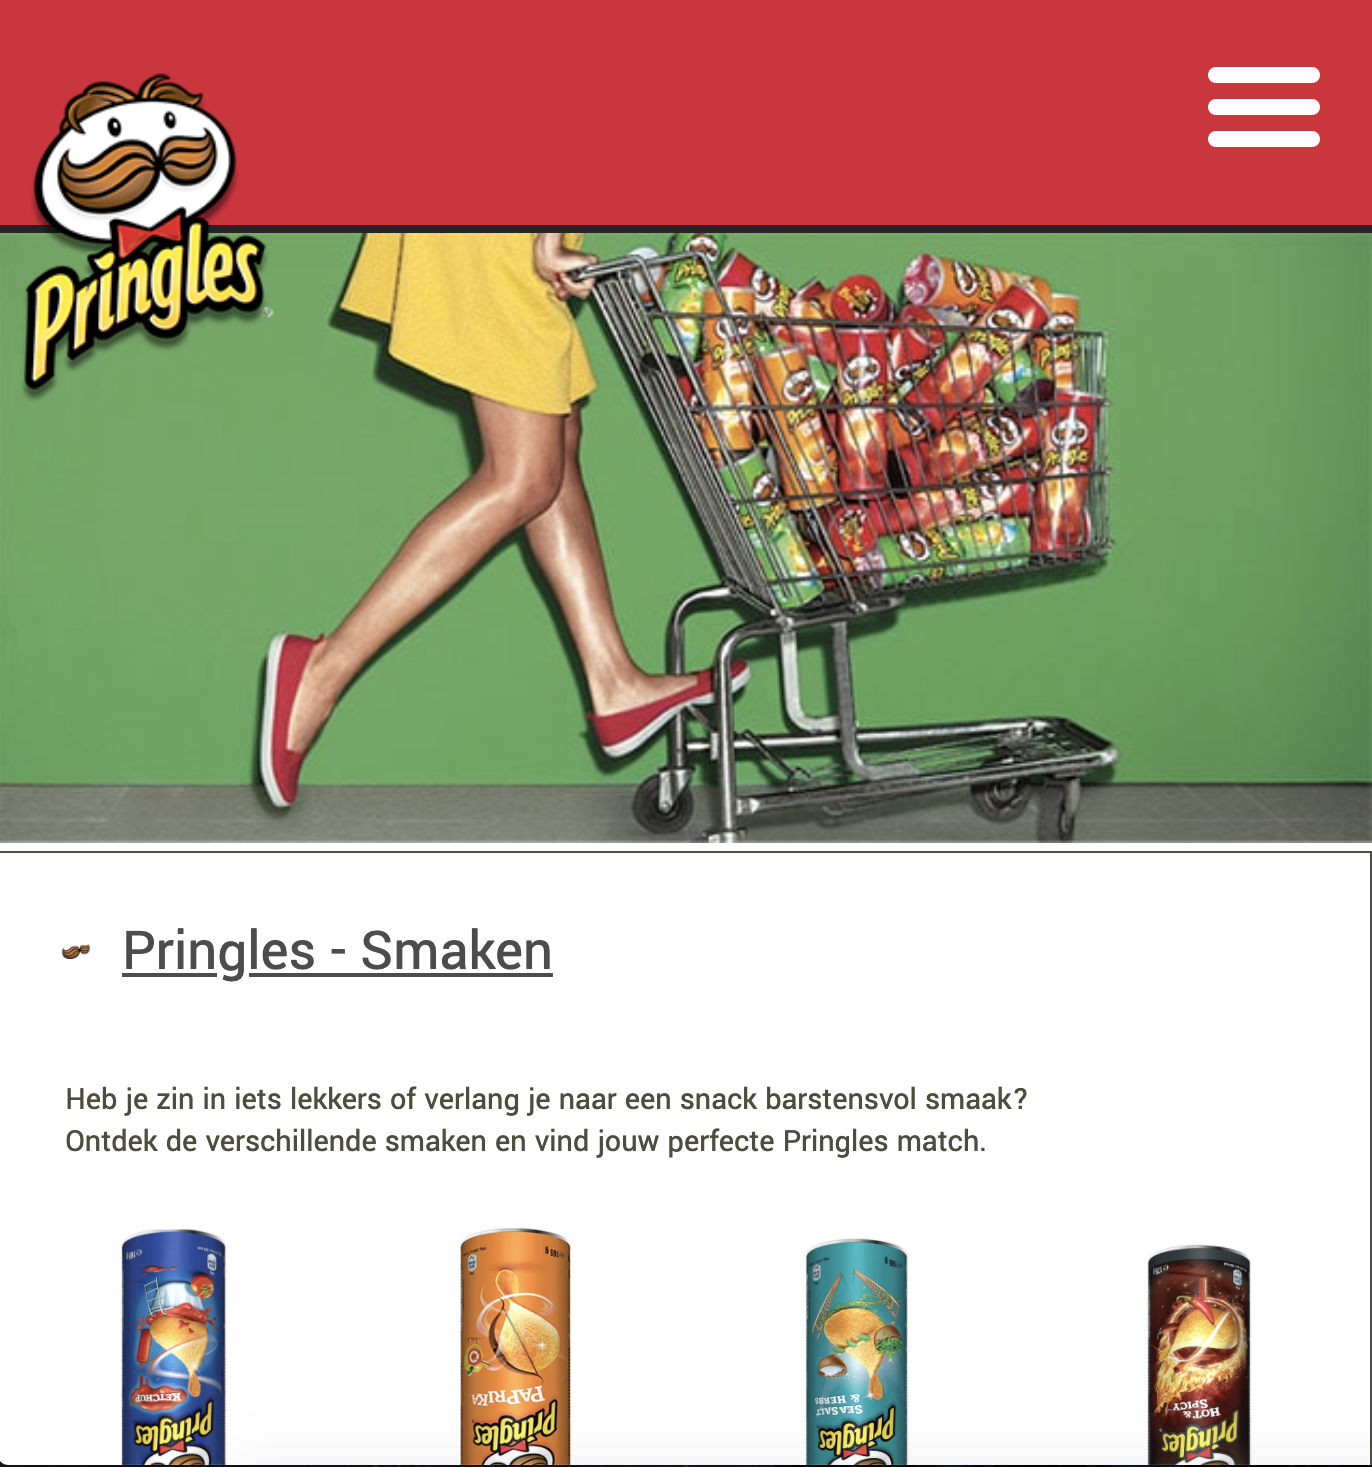 Pringles
Pringles - Smaken
Heb je zin in iets lekkers of verlang je naar een snack barstensvol smaak?
Ontdek de verschillende smaken en vind jouw perfecte Pringles match.
KETCHUP
Pringles
PAPRIKA
Pringles
SEA SALT
& HERBS
Pringles
HOT &
SPICY
Pringles